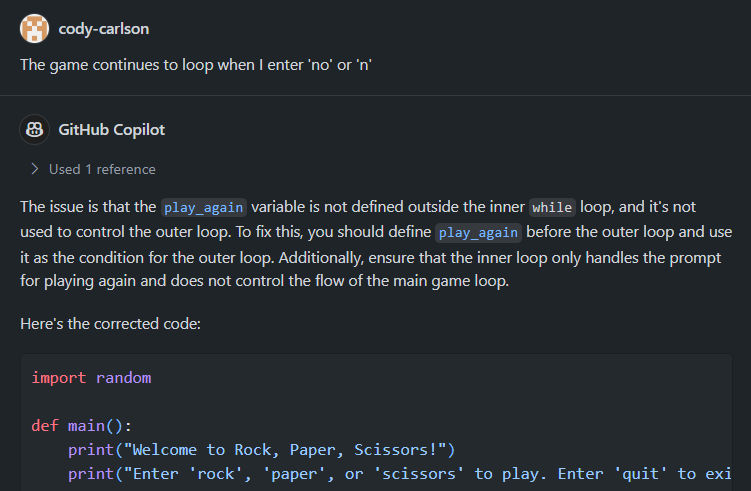 cody-carlson
The game continues to loop when I enter 'no' or 'n'
GitHub Copilot
Used 1 reference
The issue is that the play_again variable is not defined outside the inner while loop, and it's not
used to control the outer loop. To fix this, you should define play_again before the outer loop and use
it as the condition for the outer loop. Additionally, ensure that the inner loop only handles the prompt
for playing again and does not control the flow of the main game loop.
Here's the corrected code:
import random
def main():
    print("Welcome to Rock, Paper, Scissors!")
    print("Enter 'rock', 'paper', or 'scissors' to play. Enter 'quit' to exi